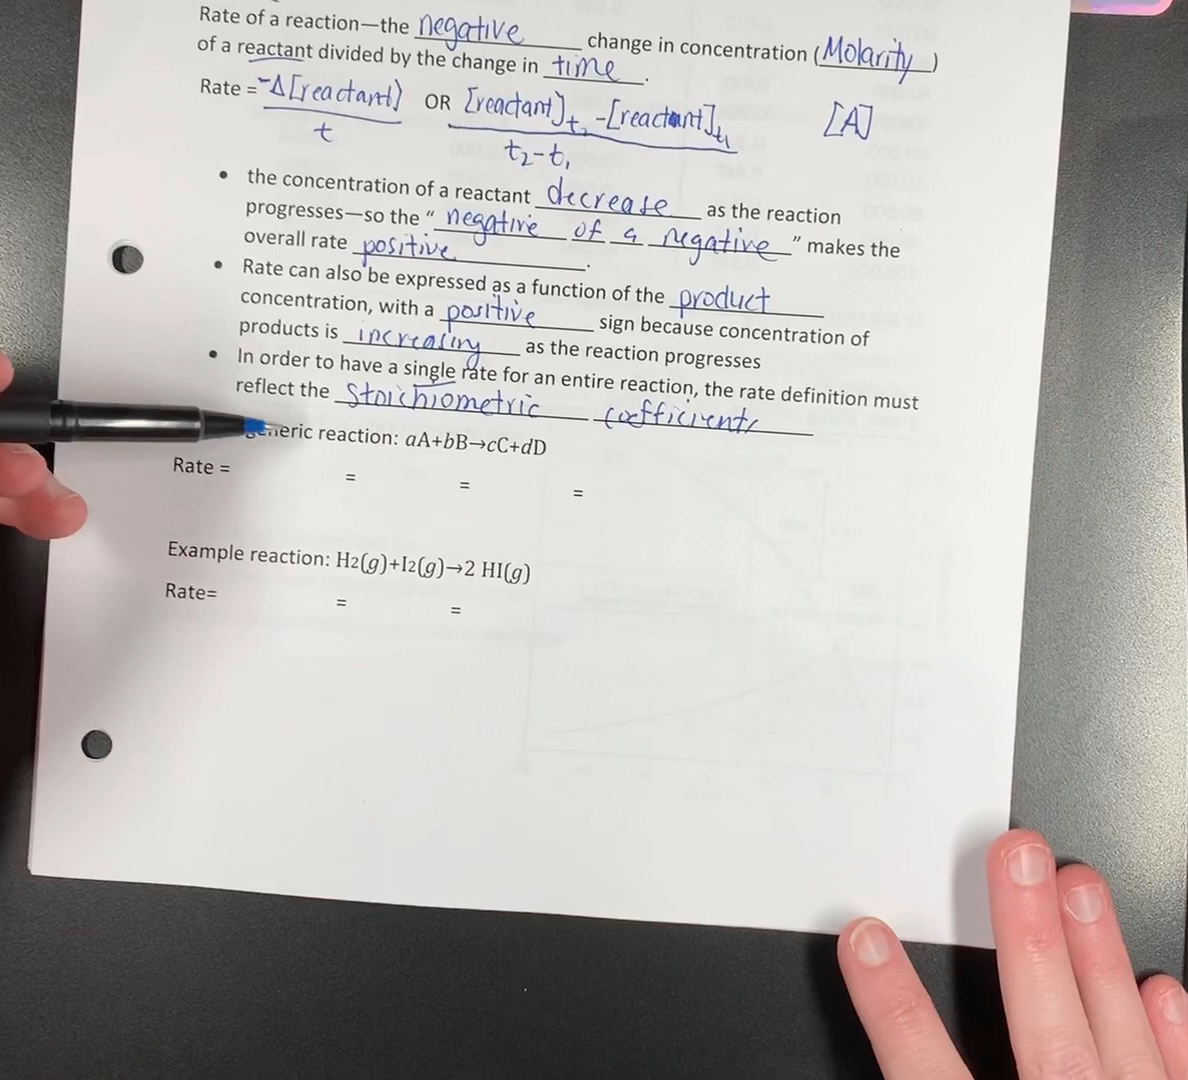 Rate of a reaction—the negative change in concentration (Molarity)
of a reactant divided by the change in time.
Rate = -Δ[reactant] / t OR [reactant]t₂ - [reactant]t₁ / t₂-t₁ [A]
• the concentration of a reactant decrease as the reaction
progresses—so the " negative of a negative " makes the
overall rate positive.
• Rate can also be expressed as a function of the product
concentration, with a positive sign because concentration of
products is increasing as the reaction progresses
• In order to have a single rate for an entire reaction, the rate definition must
reflect the stoichiometric coefficients
reaction: aA+bB→cC+dD
Rate = = = =
Example reaction: H2(g)+I2(g)→2 HI(g)
Rate= = =